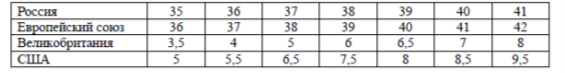 Россия 35 36 37 38 39 40 41
Европейский союз 36 37 38 39 40 41 42
Великобритания 3,5 4 5 6 6,5 7 8
США 5 5,5 6,5 7,5 8 8,5 9,5